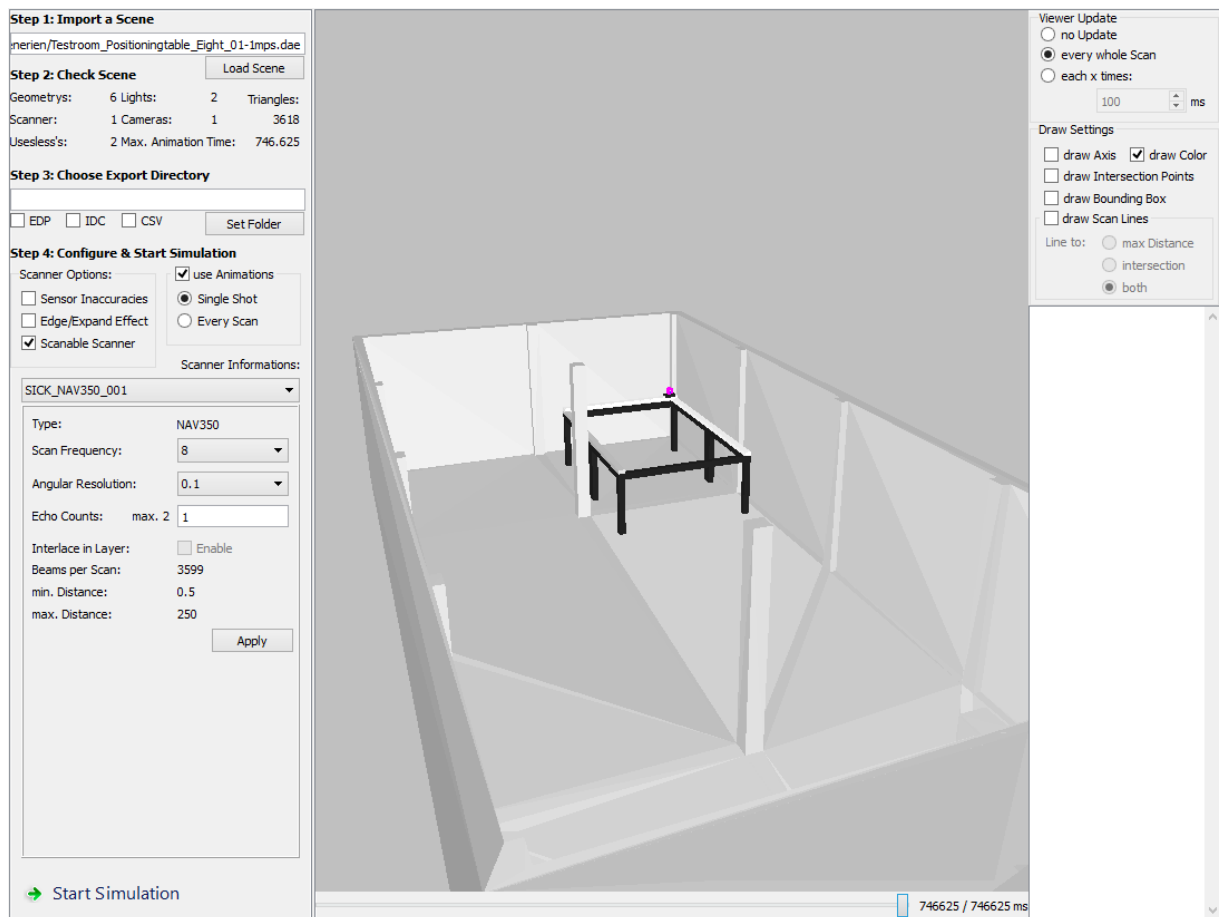 Step 1: Import a Scene
enerien/Testroom_Positioningtable_Eight_01-1mps.dae
Step 2: Check Scene
Load Scene
Geometrys: 6 Lights: 2 Triangles:
Scanner: 1 Cameras: 1 3618
Usesless's: 2 Max. Animation Time: 746.625
Step 3: Choose Export Directory
EDP IDC CSV Set Folder
Step 4: Configure & Start Simulation
Scanner Options: use Animations
Sensor Inaccuracies Single Shot
Edge/Expand Effect Every Scan
Scanable Scanner
Scanner Informations:
SICK_NAV350_001
Type: NAV350
Scan Frequency: 8
Angular Resolution: 0.1
Echo Counts: max. 2 1
Interlace in Layer: Enable
Beams per Scan: 3599
min. Distance: 0.5
max. Distance: 250
Apply
Start Simulation
746625 / 746625 ms
Viewer Update
no Update
every whole Scan
each x times:
100 ms
Draw Settings
draw Axis draw Color
draw Intersection Points
draw Bounding Box
draw Scan Lines
Line to: max Distance
intersection
both